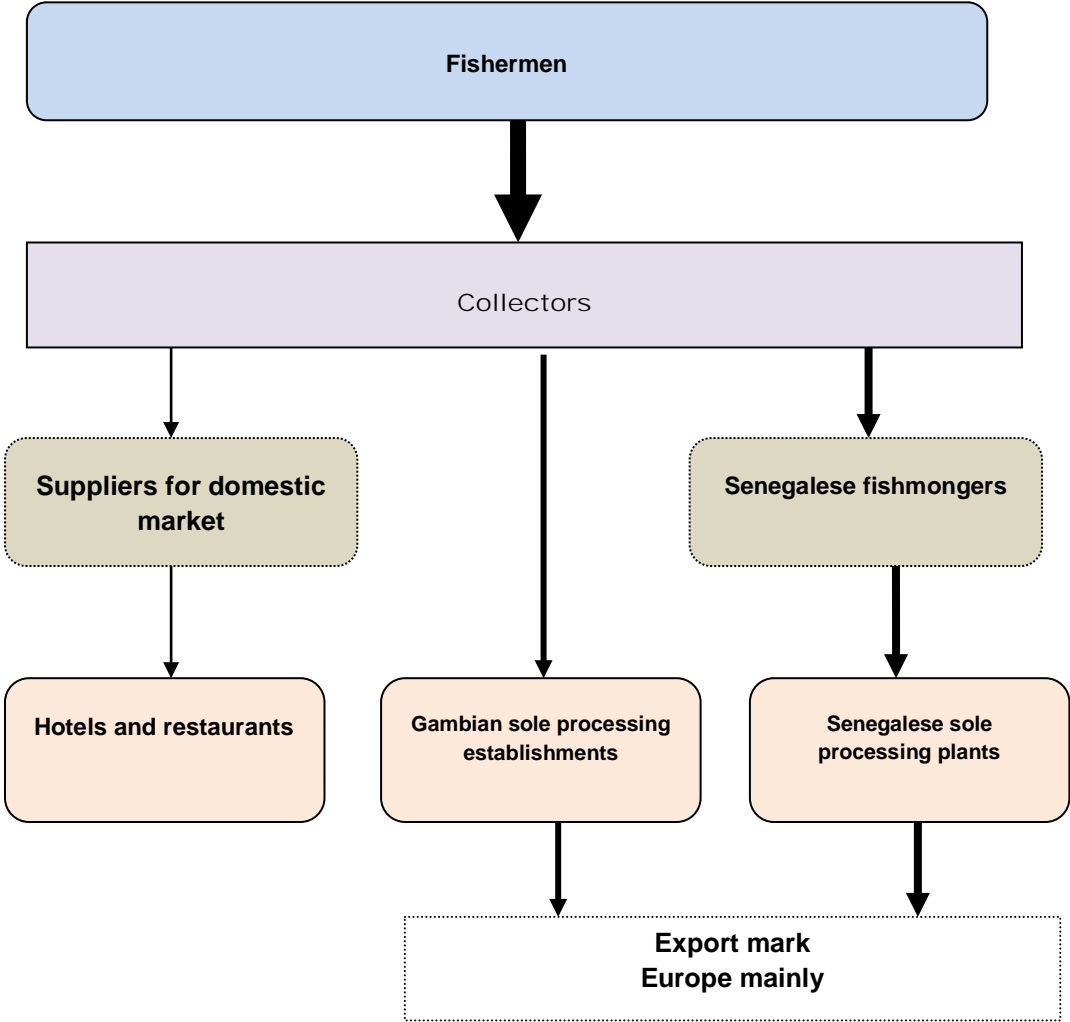 Fishermen
Collectors
Suppliers for domestic
market
Senegalese fishmongers
Hotels and restaurants
Gambian sole processing
establishments
Senegalese sole
processing plants
Export mark
Europe mainly